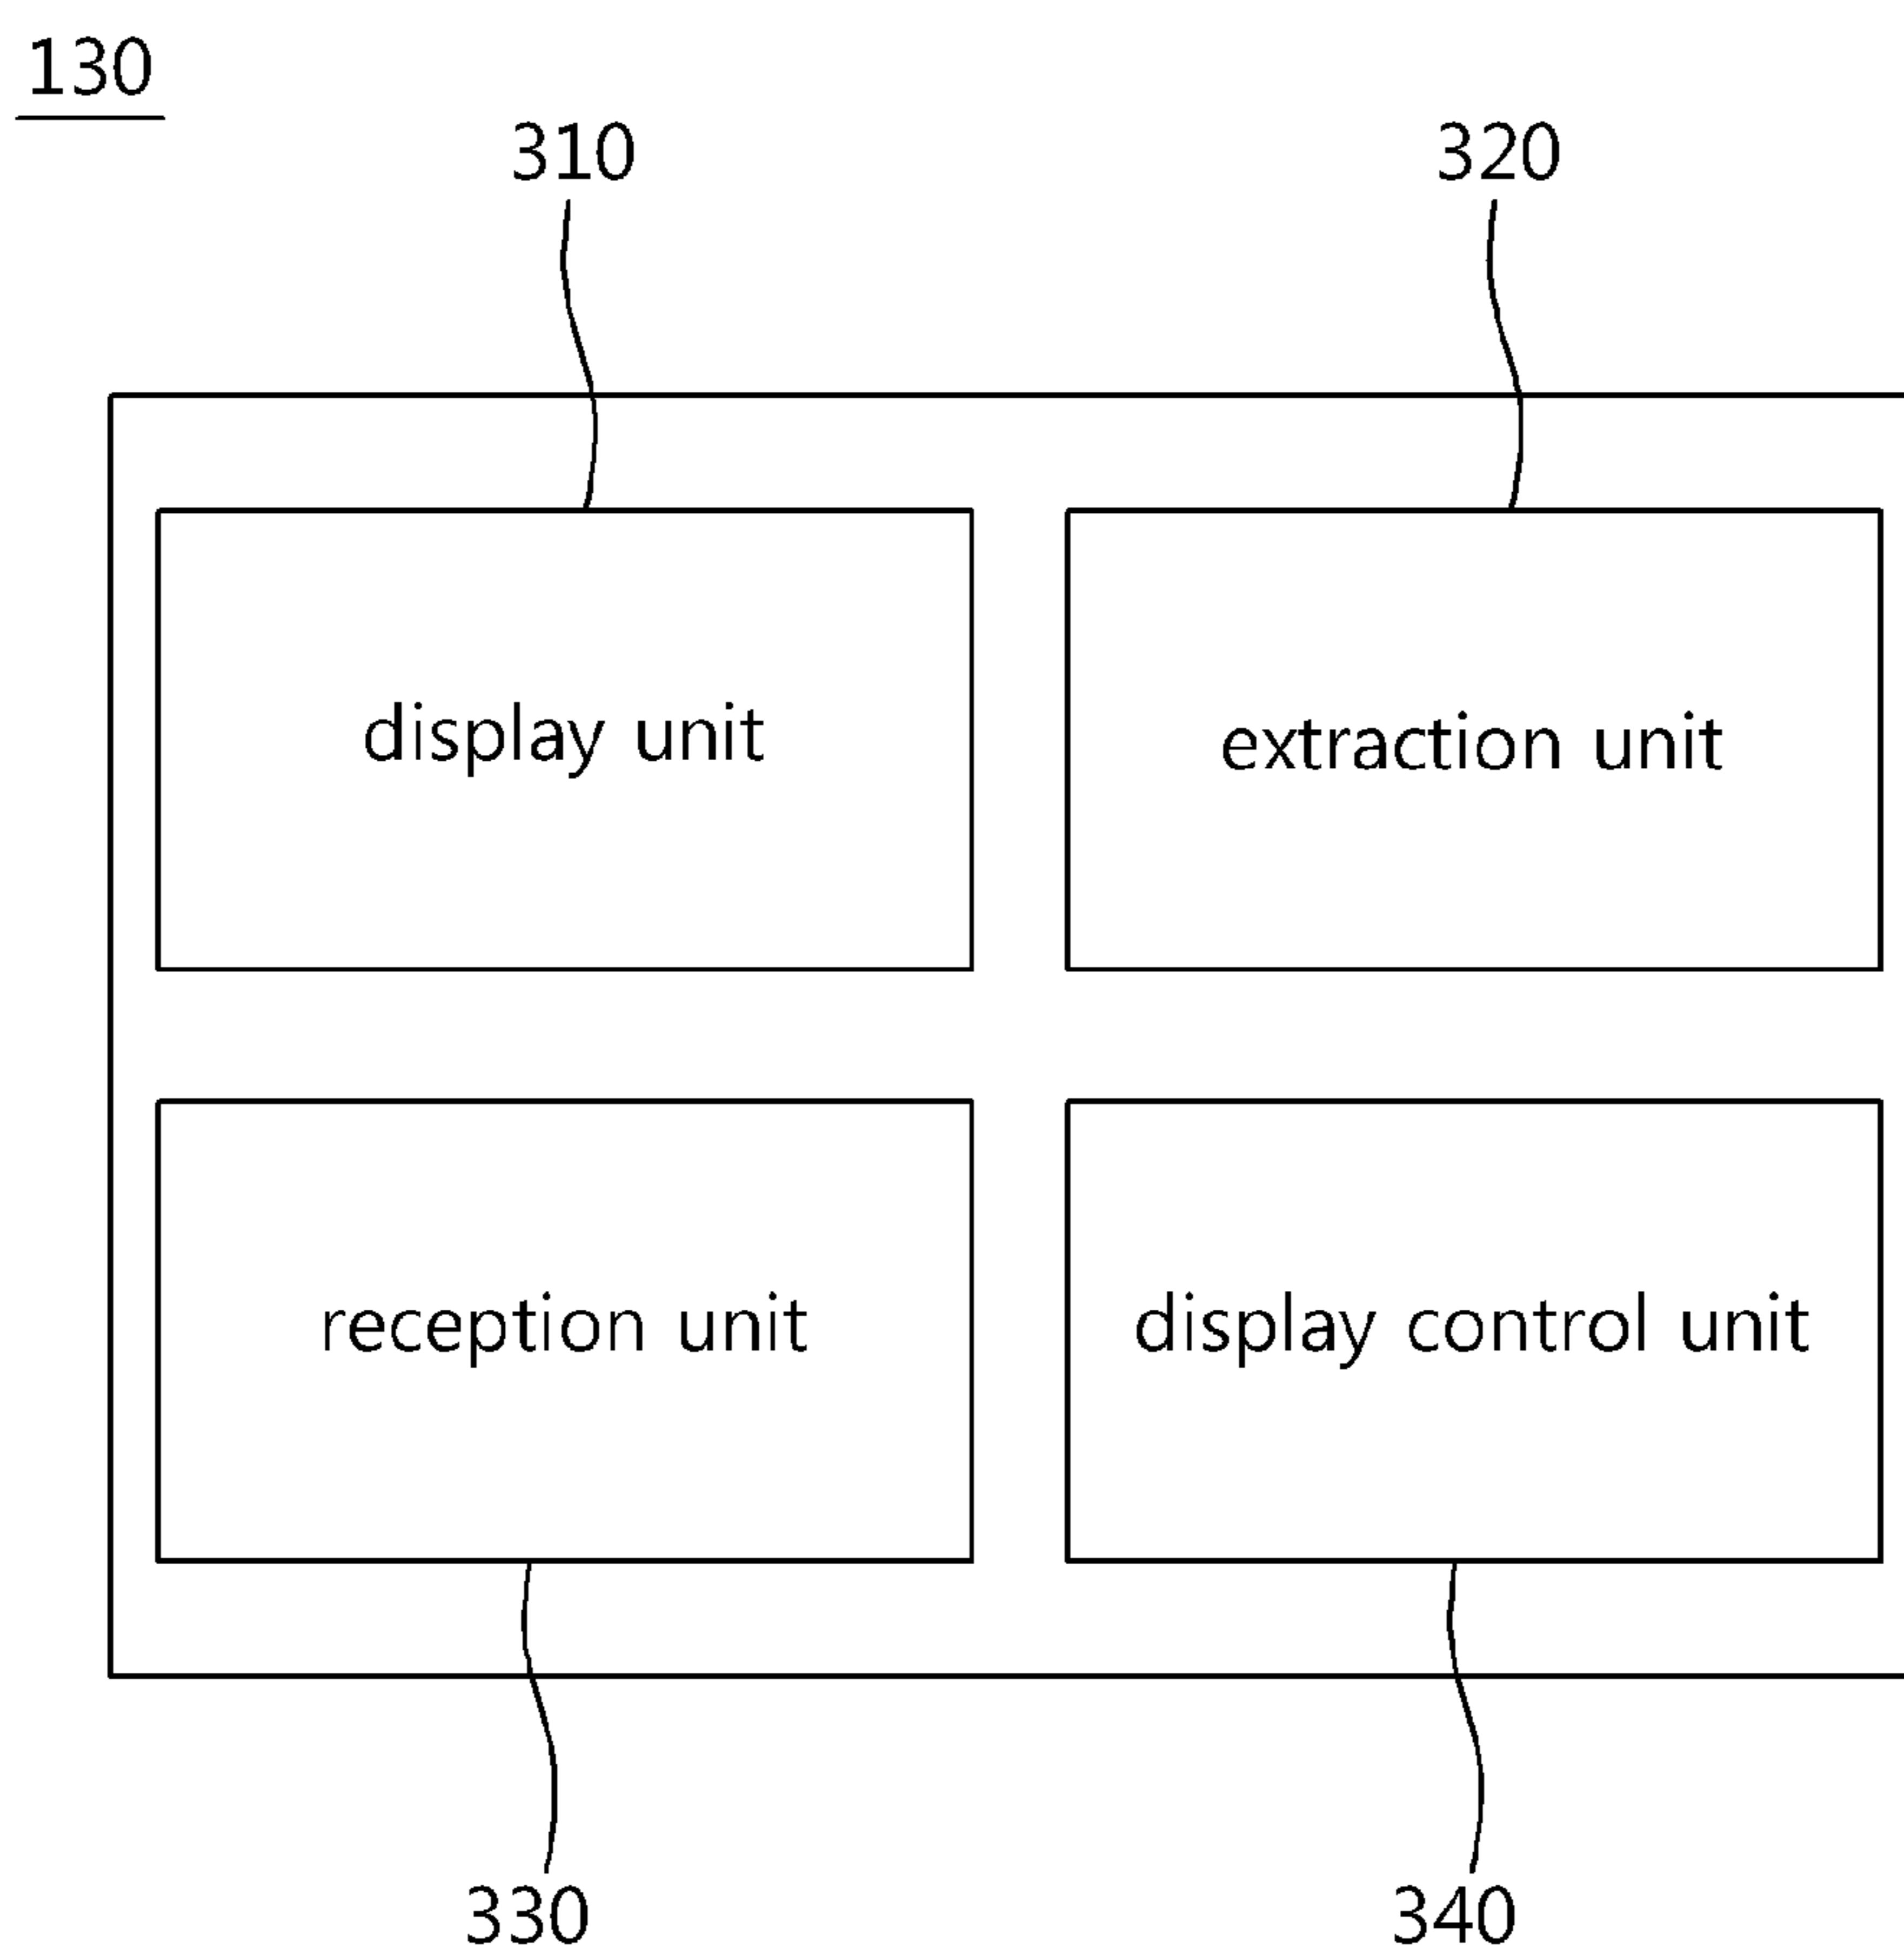 130
310
320
display unit
extraction unit
reception unit
display control unit
330
340